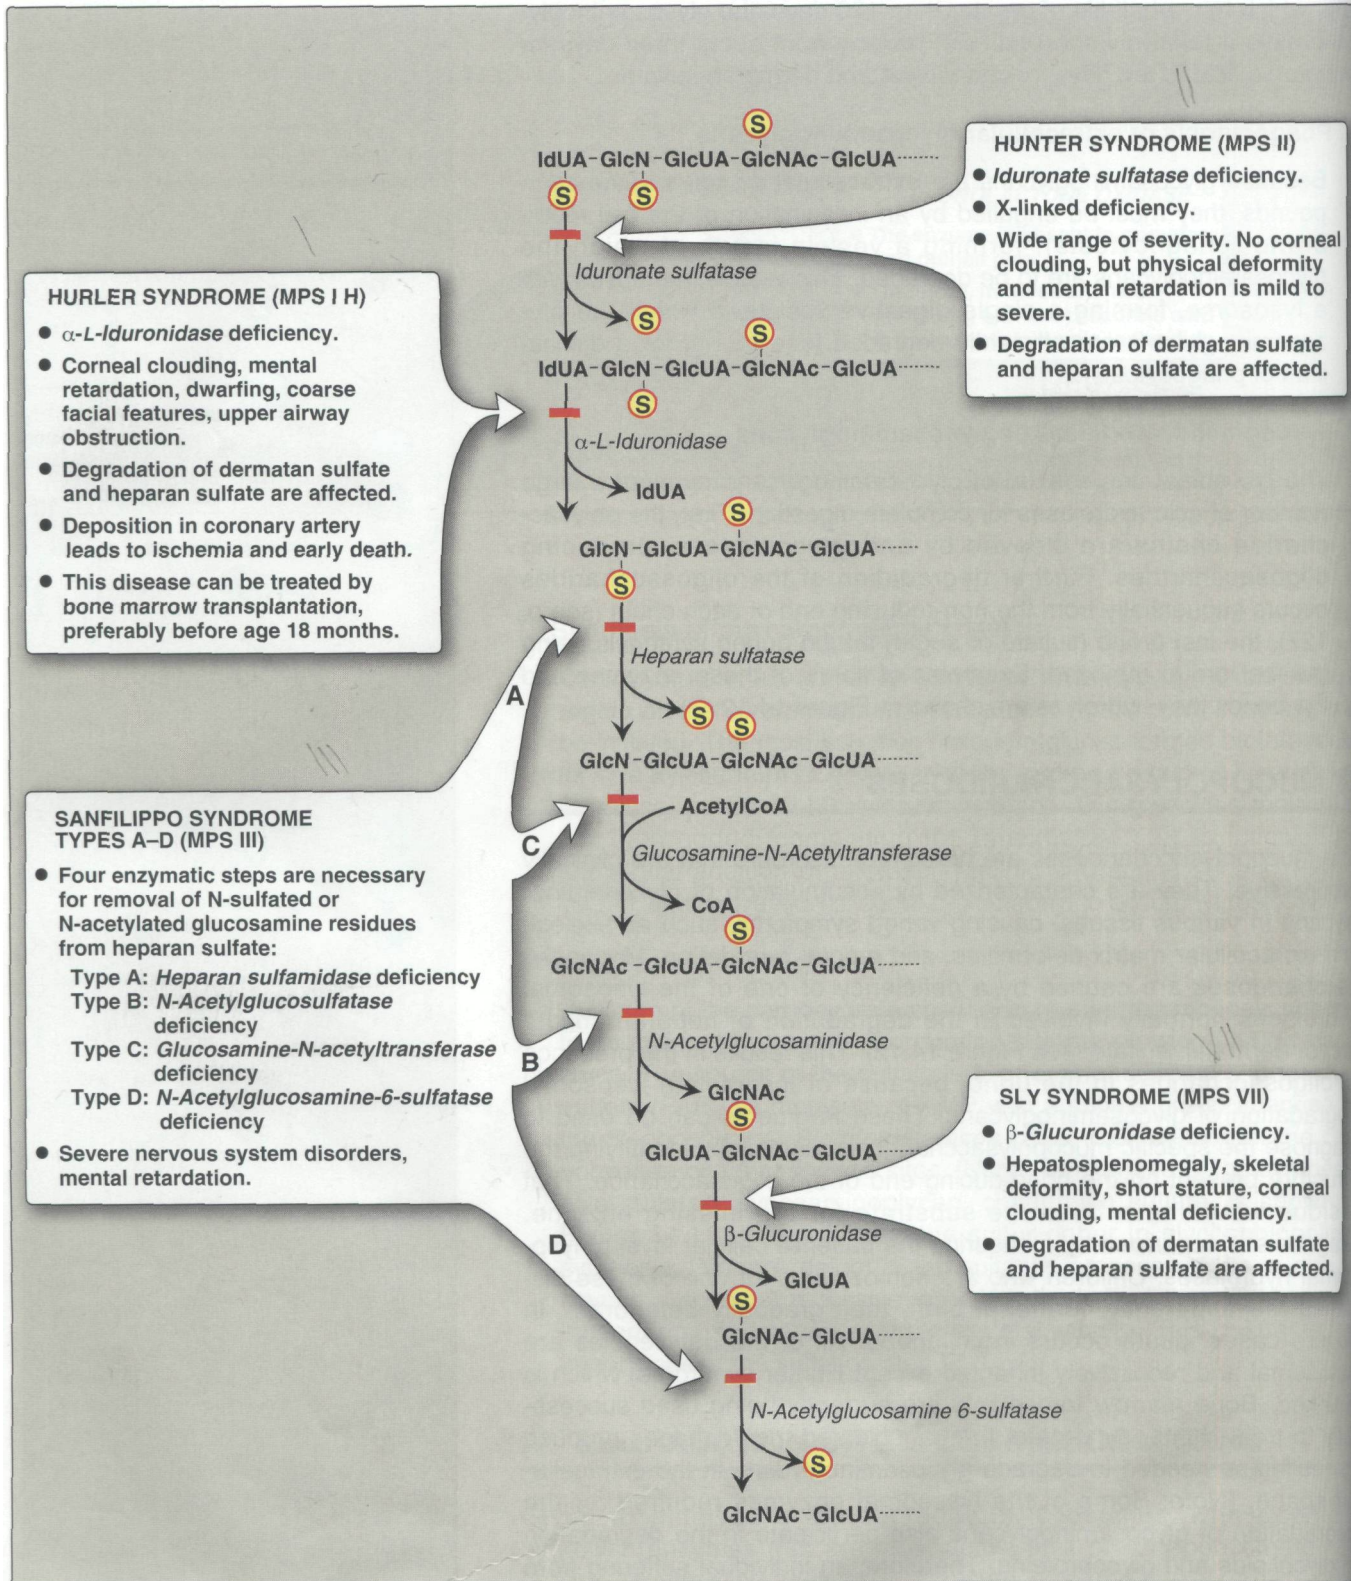 II
S
IdUA-GlcN-GlcUA-GlcNAc-GlcUA
S S
Iduronate sulfatase
S
S
IdUA-GlcN-GlcUA-GlcNAc-GlcUA
S
α-L-Iduronidase
IdUA
S
GlcN-GlcUA-GlcNAc-GlcUA
S
Heparan sulfatase
S
S
GlcN-GlcUA-GlcNAc-GlcUA
AcetylCoA
Glucosamine-N-Acetyltransferase
CoA
S
GlcNAc-GlcUA-GlcNAc-GlcUA
N-Acetylglucosaminidase
GlcNAc
S
GlcUA-GlcNAc-GlcUA
β-Glucuronidase
GlcUA
S
GlcNAc-GlcUA
N-Acetylglucosamine 6-sulfatase
S
GlcNAc-GlcUA
HUNTER SYNDROME (MPS II)
● Iduronate sulfatase deficiency.
● X-linked deficiency.
● Wide range of severity. No corneal
clouding, but physical deformity
and mental retardation is mild to
severe.
● Degradation of dermatan sulfate
and heparan sulfate are affected.
I
HURLER SYNDROME (MPS I H)
● α-L-Iduronidase deficiency.
● Corneal clouding, mental
retardation, dwarfing, coarse
facial features, upper airway
obstruction.
● Degradation of dermatan sulfate
and heparan sulfate are affected.
● Deposition in coronary artery
leads to ischemia and early death.
● This disease can be treated by
bone marrow transplantation,
preferably before age 18 months.
III
SANFILIPPO SYNDROME
TYPES A–D (MPS III)
● Four enzymatic steps are necessary
for removal of N-sulfated or
N-acetylated glucosamine residues
from heparan sulfate:
Type A: Heparan sulfamidase deficiency
Type B: N-Acetylglucosulfatase
deficiency
Type C: Glucosamine-N-acetyltransferase
deficiency
Type D: N-Acetylglucosamine-6-sulfatase
deficiency
● Severe nervous system disorders,
mental retardation.
A
C
B
D
VII
SLY SYNDROME (MPS VII)
● β-Glucuronidase deficiency.
● Hepatosplenomegaly, skeletal
deformity, short stature, corneal
clouding, mental deficiency.
● Degradation of dermatan sulfate
and heparan sulfate are affected.